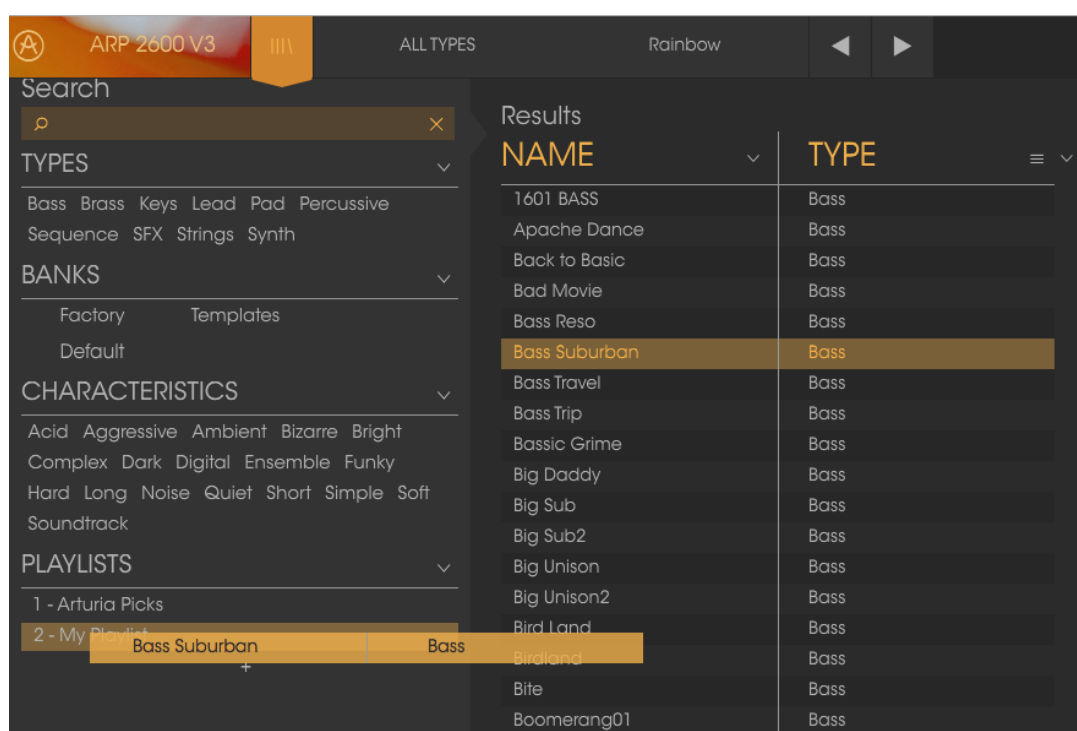 ARP 2600 V3 ALL TYPES Rainbow
Search
TYPES
Bass Brass Keys Lead Pad Percussive
Sequence SFX Strings Synth
BANKS
Factory Templates
Default
CHARACTERISTICS
Acid Aggressive Ambient Bizarre Bright
Complex Dark Digital Ensemble Funky
Hard Long Noise Quiet Short Simple Soft
Soundtrack
PLAYLISTS
1 - Arturia Picks
2 - My Playlist
Bass Suburban Bass
+
Results
NAME TYPE
1601 BASS Bass
Apache Dance Bass
Back to Basic Bass
Bad Movie Bass
Bass Reso Bass
Bass Suburban Bass
Bass Travel Bass
Bass Trip Bass
Bassic Grime Bass
Big Daddy Bass
Big Sub Bass
Big Sub2 Bass
Big Unison Bass
Big Unison2 Bass
Bird Land Bass
Birdland Bass
Bite Bass
Boomerang01 Bass